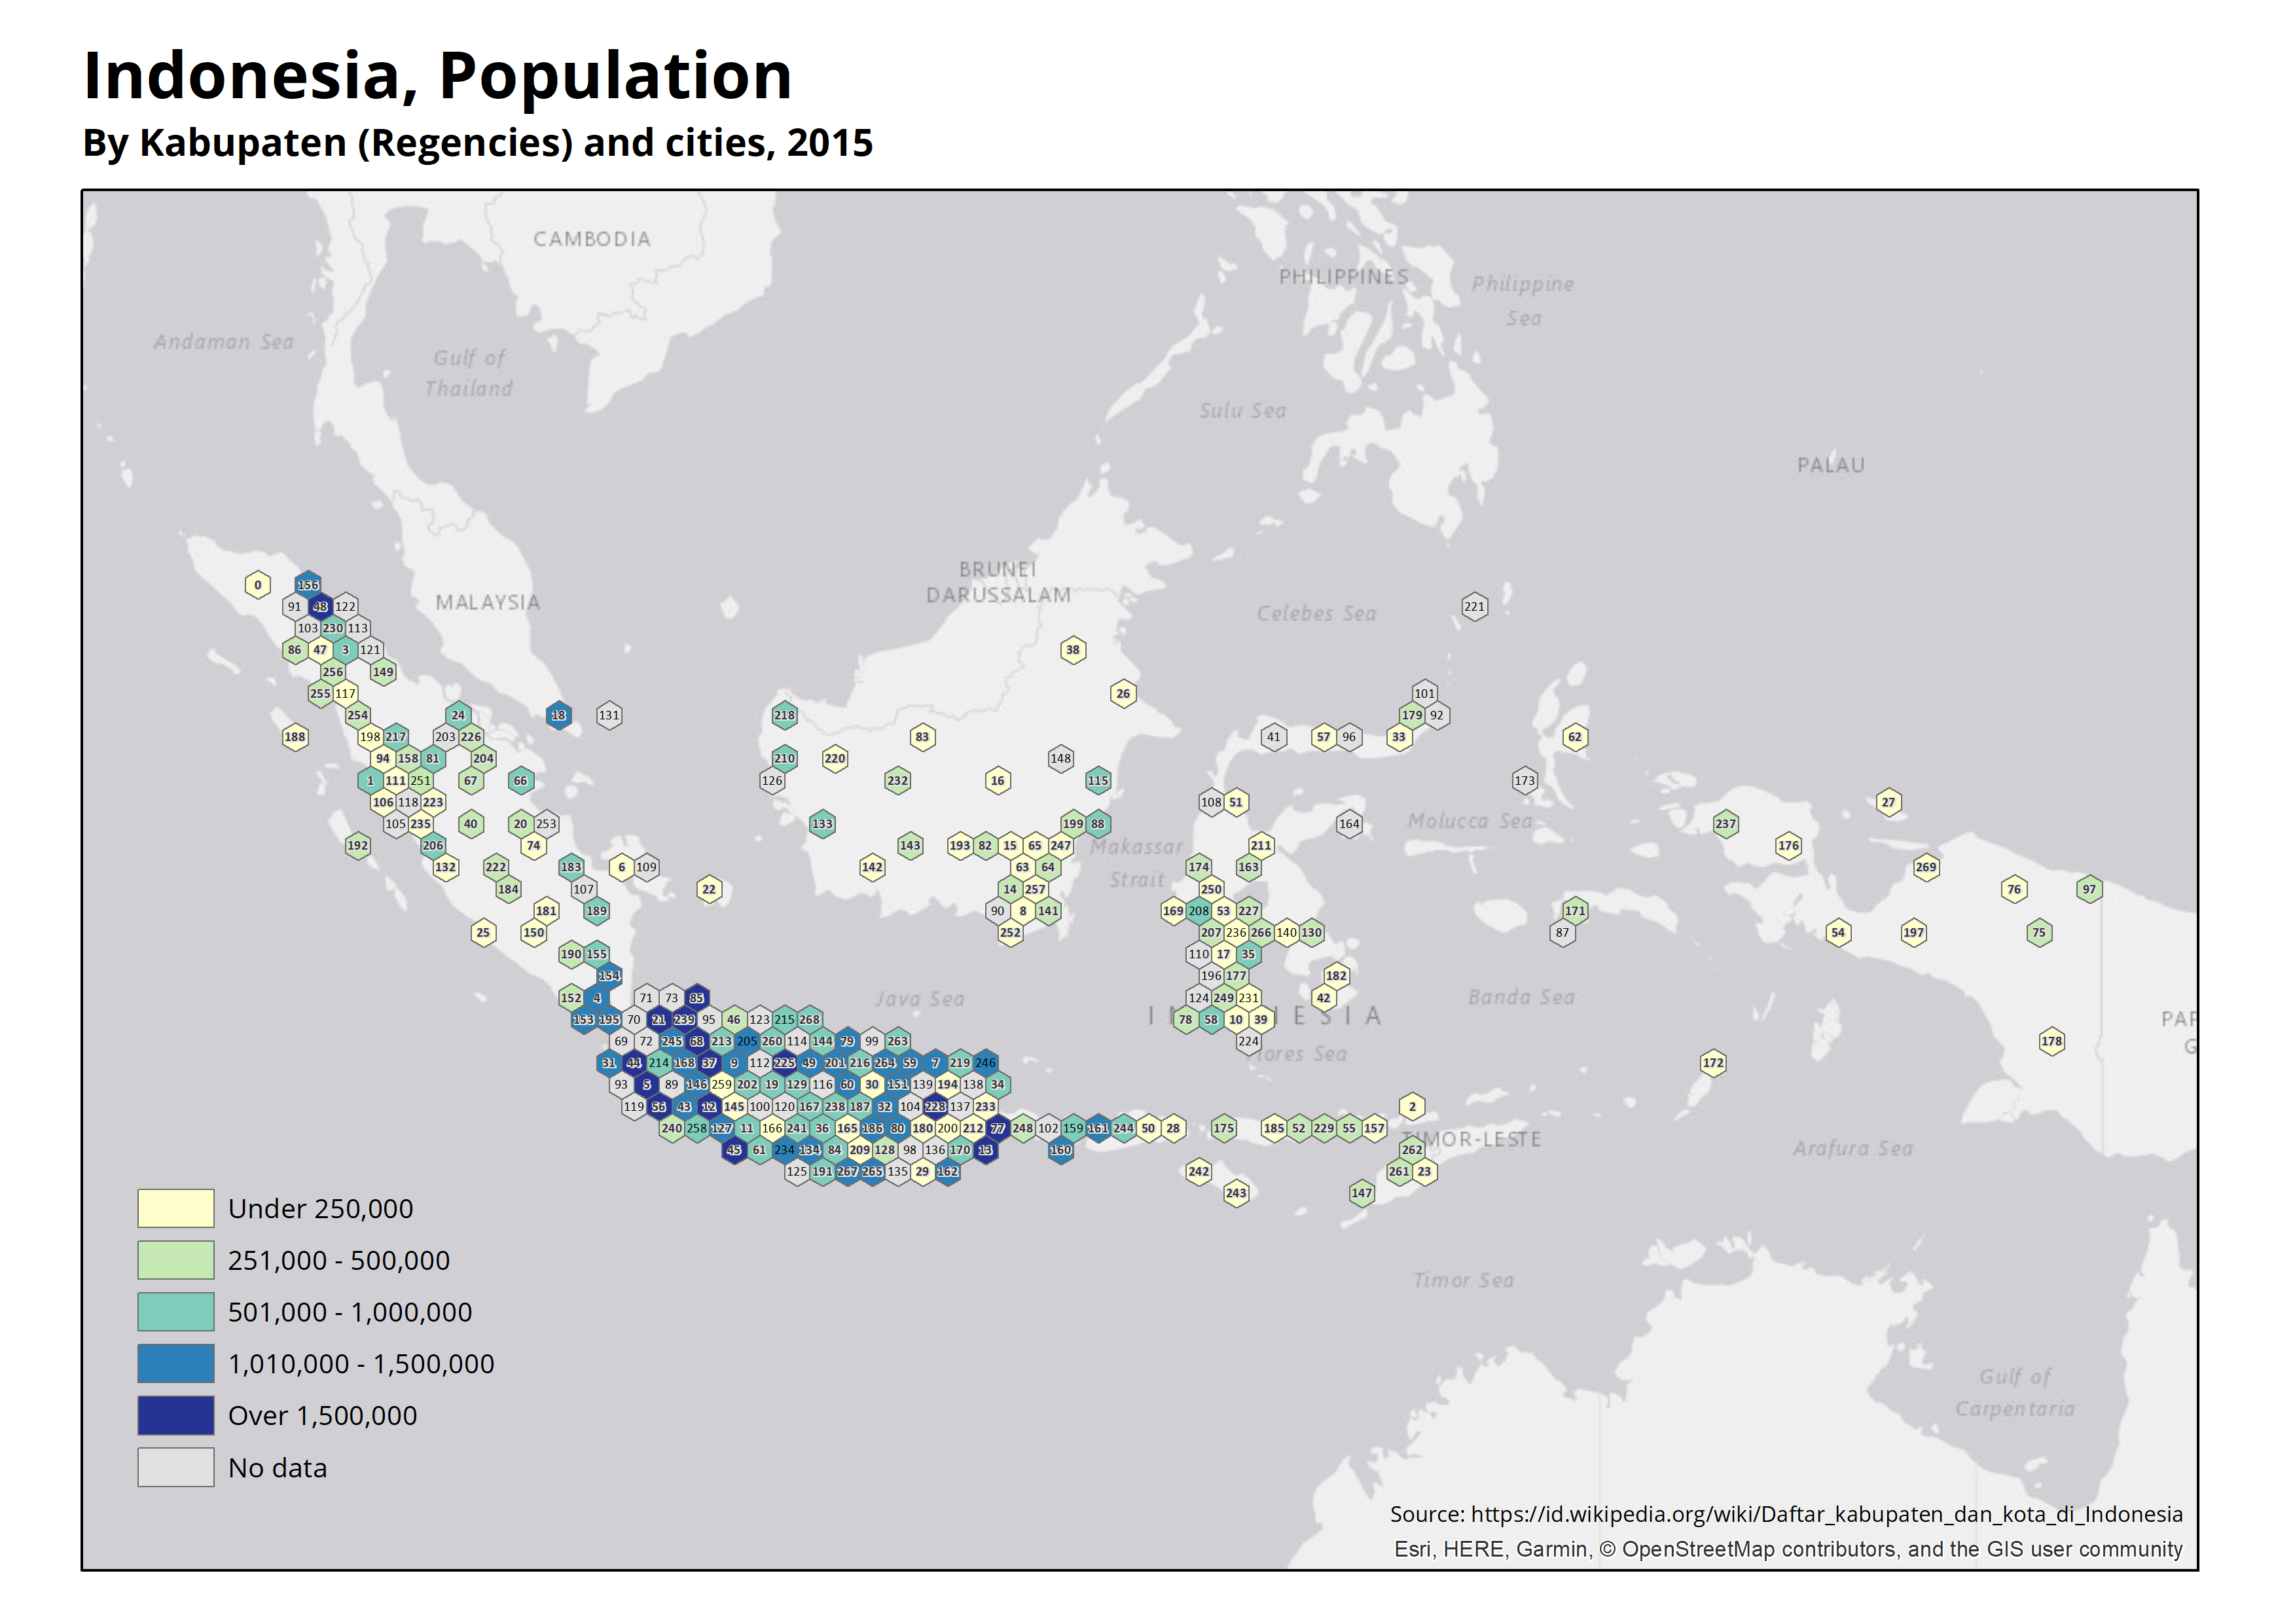 Indonesia, Population
By Kabupaten (Regencies) and cities, 2015
CAMBODIA
PHILIPPINES
Philippine
Sea
Andaman Sea
Gulf of
Thailand
Sulu Sea
PALAU
BRUNEI
DARUSSALAM
MALAYSIA
Celebes Sea
0 156
91 48 122 221
103 230 113
86 47 3 121 38
256 149
255 117 26 101
254 24 18 131 218 179 92
188 198 217 203 226 83 41 57 96 33 62
94 158 81 204 210 220 148
1 111 251 67 66 126 232 16 115 173
106 118 223 108 51 27
Molucca Sea
105 235 40 20 253 133 199 88 164 237
Makassar
Strait
192 206 74 143 193 82 15 65 247 211 176
132 222 183 6 109 142 63 64 174 163 269
184 107 22 14 257 250 76 97
181 189 90 8 141 169 208 53 227 171
25 150 252 207 236 266 140 130 87 54 197 75
190 155 110 17 35
154 196 177 182
Java Sea
Banda Sea
152 4 71 73 85 124 249 231 42
INDONESIA
153 195 70 21 239 95 46 123 215 268 78 58 10 39
PAP
G
69 72 245 68 213 205 260 114 144 79 99 263 224 178
Flores Sea
31 44 214 168 37 9 112 225 49 201 216 264 59 7 219 246 172
93 5 89 146 259 202 19 129 116 60 30 151 139 194 138 34
119 56 43 12 145 100 120 167 238 187 32 104 228 137 233 2
240 258 127 11 166 241 36 165 186 80 180 200 212 77 248 102 159 161 244 50 28 175 185 52 229 55 157
TIMOR-LESTE
Arafura Sea
45 61 234 134 84 209 128 98 136 170 13 160 262
125 191 267 265 135 29 162 242 261 23
243 147
Timor Sea
Gulf of
Carpentaria
Under 250,000
251,000 - 500,000
501,000 - 1,000,000
1,010,000 - 1,500,000
Over 1,500,000
No data
Source: https://id.wikipedia.org/wiki/Daftar_kabupaten_dan_kota_di_Indonesia
Esri, HERE, Garmin, © OpenStreetMap contributors, and the GIS user community